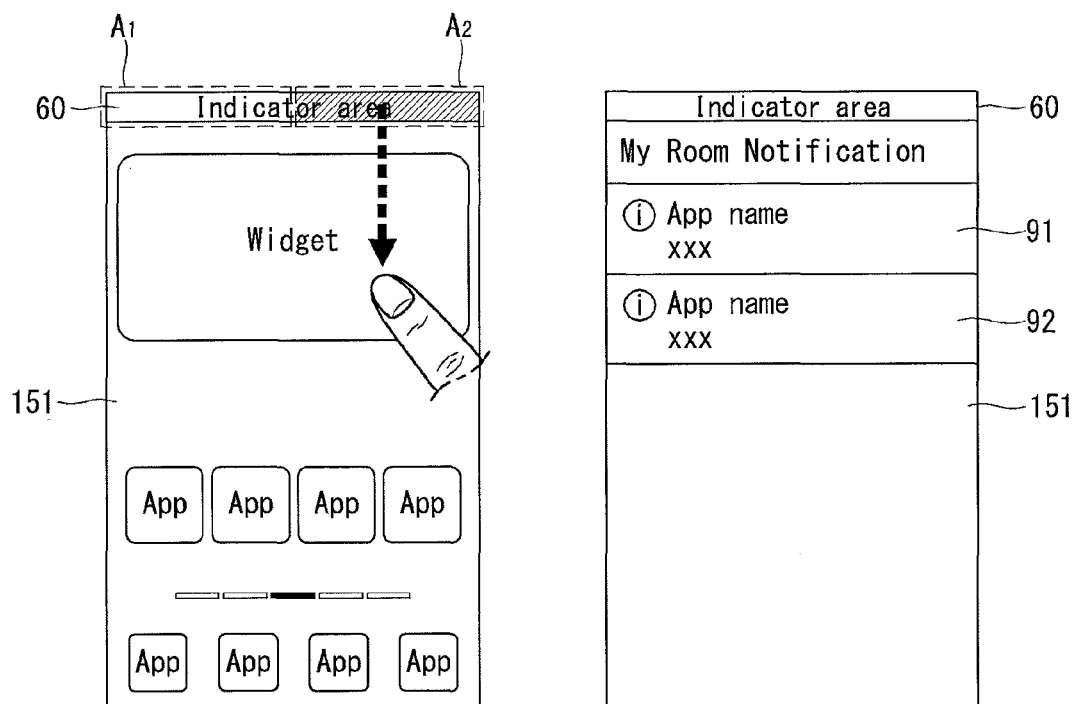 A1
A2
60
Indicator area
Widget
151
App App App App
App App App App
Indicator area
60
My Room Notification
i App name
xxx
91
i App name
xxx
92
151